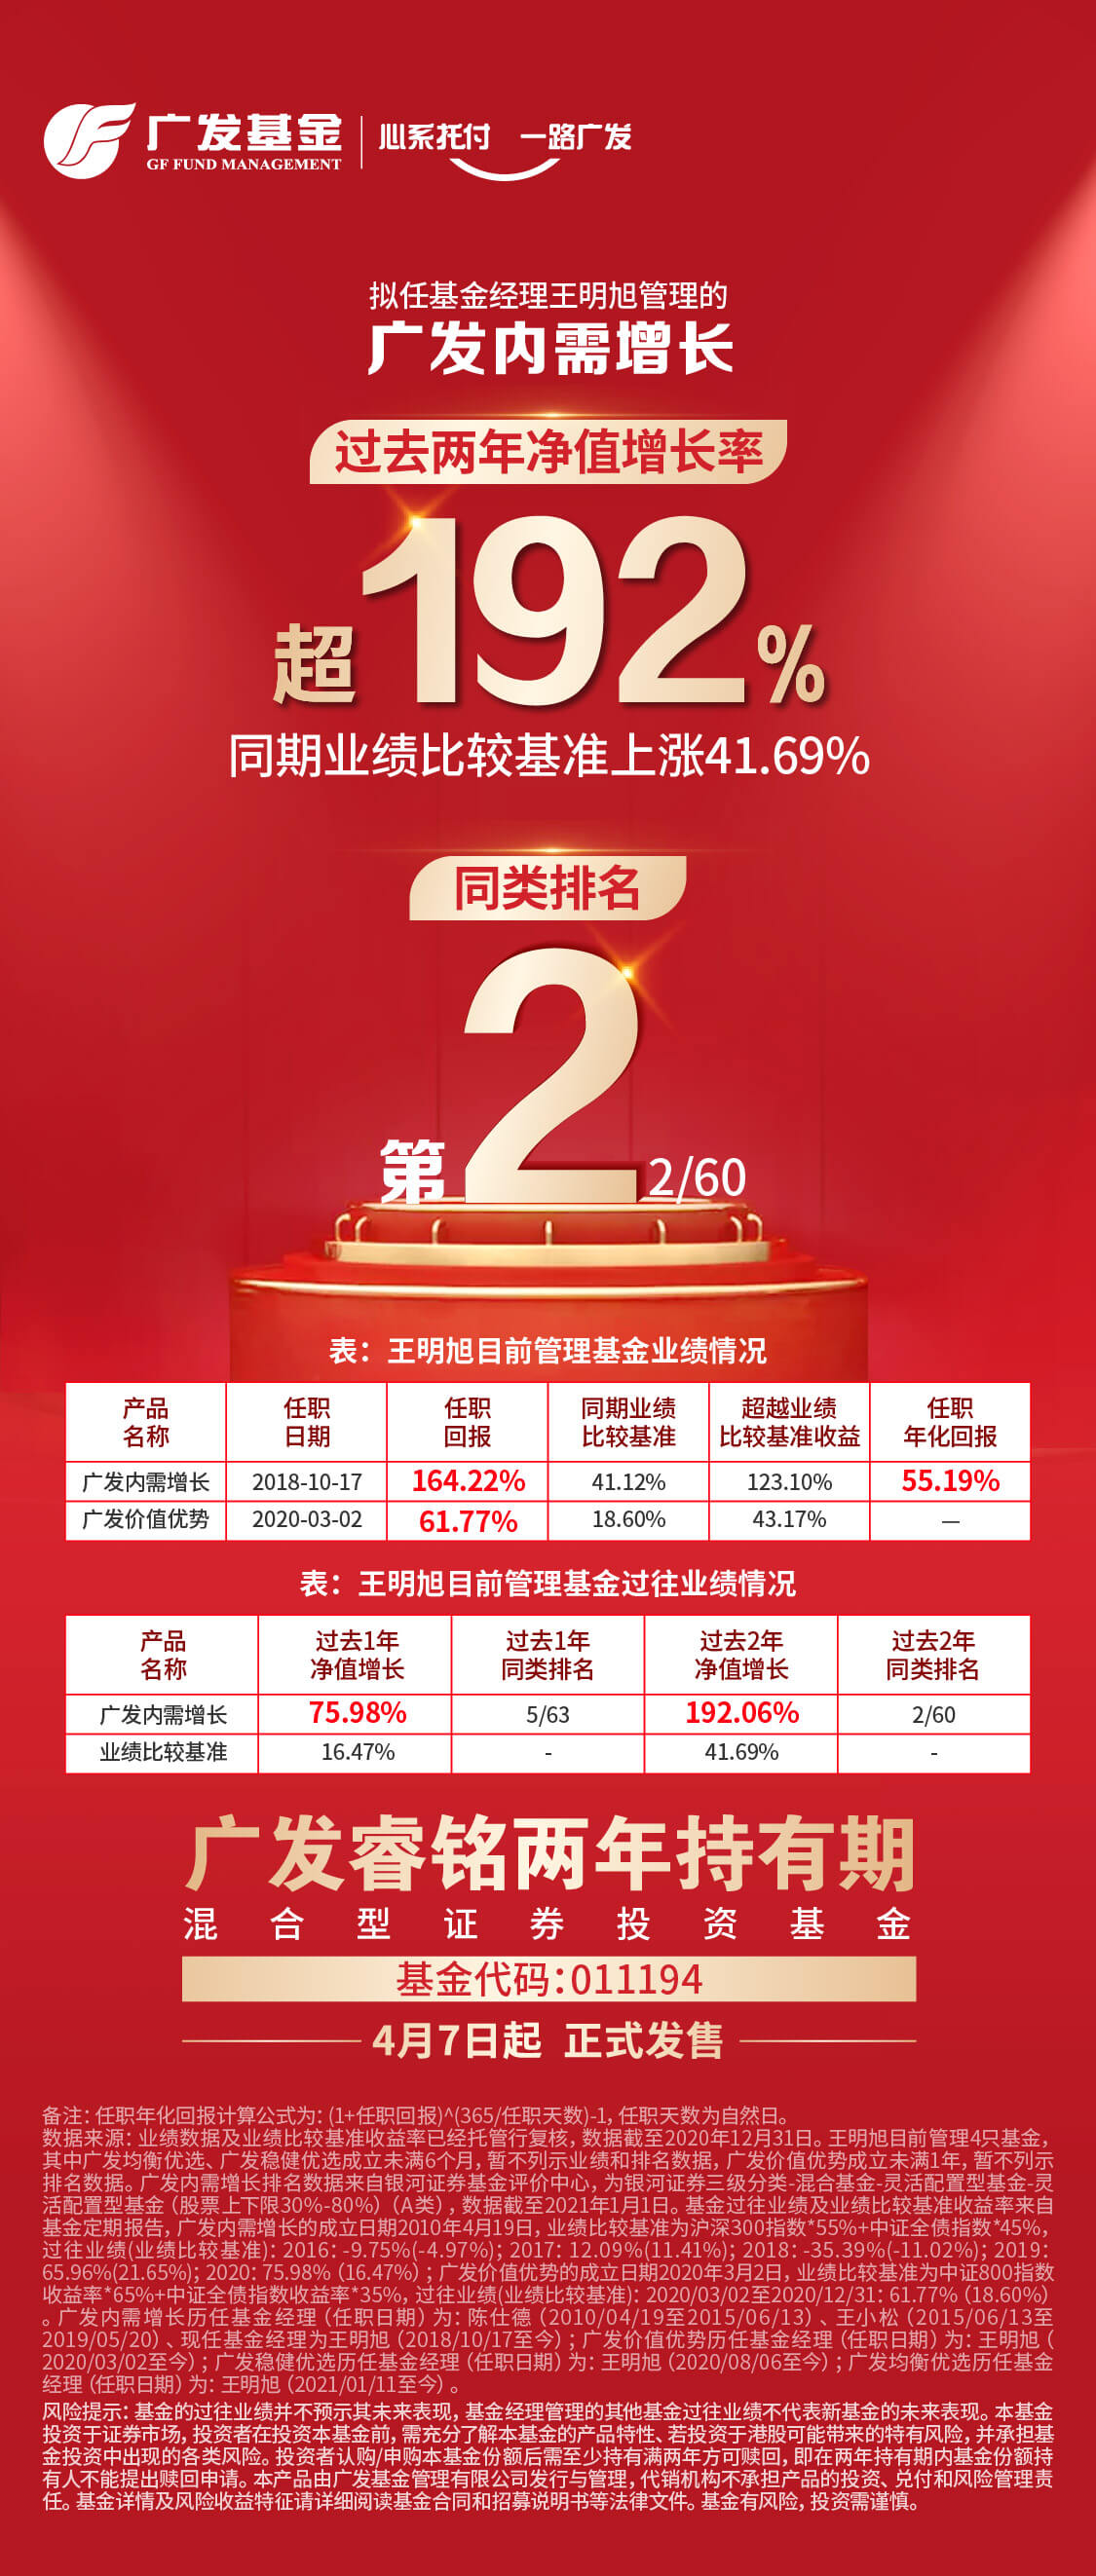 广发基金
GF FUND MANAGEMENT
心系托付 一路广发
拟任基金经理王明旭管理的
广发内需增长
过去两年净值增长率
超192%
同期业绩比较基准上涨41.69%
同类排名
第2 2/60
表：王明旭目前管理基金业绩情况
产品名称 任职日期 任职回报 同期业绩比较基准 超越业绩比较基准收益 任职年化回报
广发内需增长 2018-10-17 164.22% 41.12% 123.10% 55.19%
广发价值优势 2020-03-02 61.77% 18.60% 43.17% —
表：王明旭目前管理基金过往业绩情况
产品名称 过去1年净值增长 过去1年同类排名 过去2年净值增长 过去2年同类排名
广发内需增长 75.98% 5/63 192.06% 2/60
业绩比较基准 16.47% - 41.69% -
广发睿铭两年持有期
混合型证券投资基金
基金代码：011194
4月7日起 正式发售
备注：任职年化回报计算公式为：(1+任职回报)^(365/任职天数)-1，任职天数为自然日。
数据来源：业绩数据及业绩比较基准收益率已经托管行复核，数据截至2020年12月31日。王明旭目前管理4只基金，
其中广发均衡优选、广发稳健优选成立未满6个月，暂不列示业绩和排名数据，广发价值优势成立未满1年，暂不列示
排名数据。广发内需增长排名数据来自银河证券基金评价中心，为银河证券三级分类-混合基金-灵活配置型基金-灵
活配置型基金（股票上下限30%-80%）（A类），数据截至2021年1月1日。基金过往业绩及业绩比较基准收益率来自
基金定期报告，广发内需增长的成立日期2010年4月19日，业绩比较基准为沪深300指数*55%+中证全债指数*45%，
过往业绩(业绩比较基准)：2016：-9.75%(-4.97%)；2017：12.09%(11.41%)；2018：-35.39%(-11.02%)；2019：
65.96%(21.65%)；2020：75.98%（16.47%）；广发价值优势的成立日期2020年3月2日，业绩比较基准为中证800指数
收益率*65%+中证全债指数收益率*35%，过往业绩(业绩比较基准)：2020/03/02至2020/12/31：61.77%（18.60%）
。广发内需增长历任基金经理（任职日期）为：陈仕德（2010/04/19至2015/06/13）、王小松（2015/06/13至
2019/05/20）、现任基金经理为王明旭（2018/10/17至今）；广发价值优势历任基金经理（任职日期）为：王明旭（
2020/03/02至今）；广发稳健优选历任基金经理（任职日期）为：王明旭（2020/08/06至今）；广发均衡优选历任基金
经理（任职日期）为：王明旭（2021/01/11至今）。
风险提示：基金的过往业绩并不预示其未来表现，基金经理管理的其他基金过往业绩不代表新基金的未来表现。本基金
投资于证券市场，投资者在投资本基金前，需充分了解本基金的产品特性、若投资于港股可能带来的特有风险，并承担基
金投资中出现的各类风险。投资者认购/申购本基金份额后需至少持有满两年方可赎回，即在两年持有期内基金份额持
有人不能提出赎回申请。本产品由广发基金管理有限公司发行与管理，代销机构不承担产品的投资、兑付和风险管理责
任。基金详情及风险收益特征请详细阅读基金合同和招募说明书等法律文件。基金有风险，投资需谨慎。